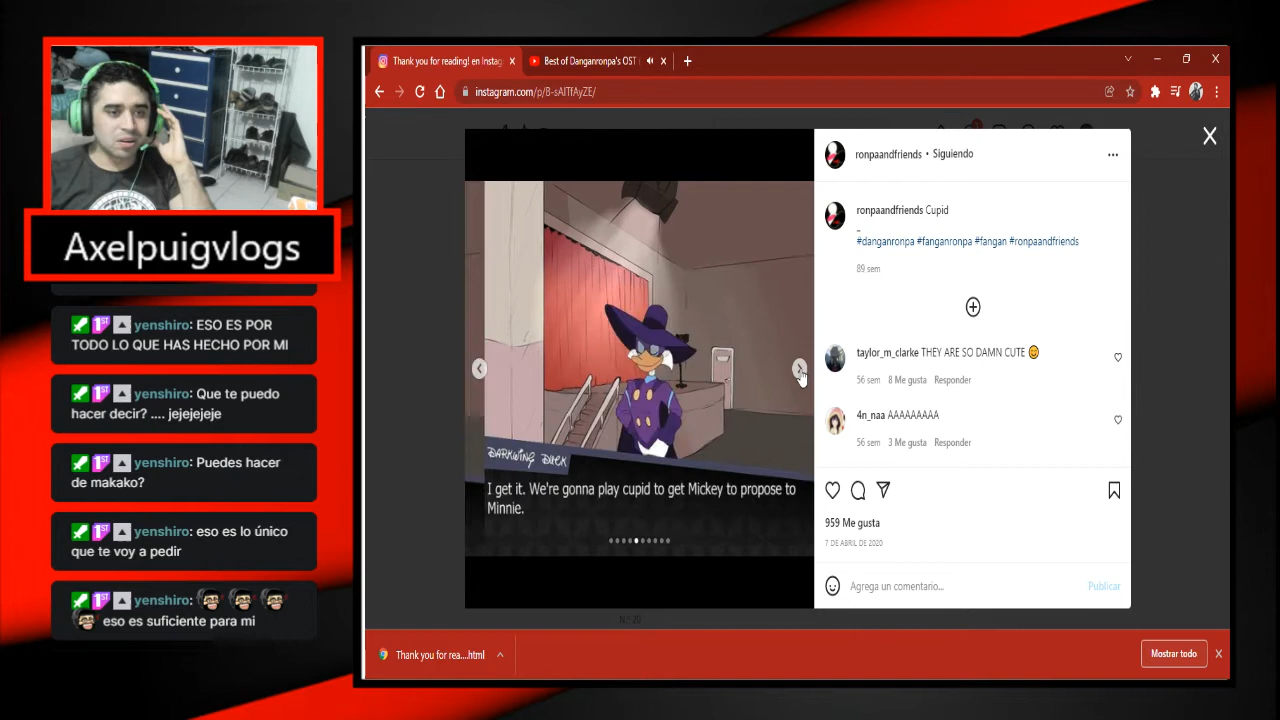 Axelpuigvlogs
yenshiro: ESO ES POR
TODO LO QUE HAS HECHO POR MI
yenshiro: Que te puedo
hacer decir? .... jejejejeje
yenshiro: Puedes hacer
de makako?
yenshiro: eso es lo único
que te voy a pedir
yenshiro:
eso es suficiente para mi
Thank you for reading! en Instag
Best of Danganronpa's OST
instagram.com/p/B-sAlTfAyZE/
DARKWING DUCK
I get it. We're gonna play cupid to get Mickey to propose to
Minnie.
ronpaandfriends • Siguiendo
ronpaandfriends Cupid
_
#danganronpa #fanganronpa #fangan #ronpaandfriends
89 sem
taylor_m_clarke THEY ARE SO DAMN CUTE
56 sem 8 Me gusta Responder
4n_naa AAAAAAAAA
56 sem 3 Me gusta Responder
959 Me gusta
7 DE ABRIL DE 2020
Agrega un comentario... Publicar
Thank you for rea....html
Mostrar todo